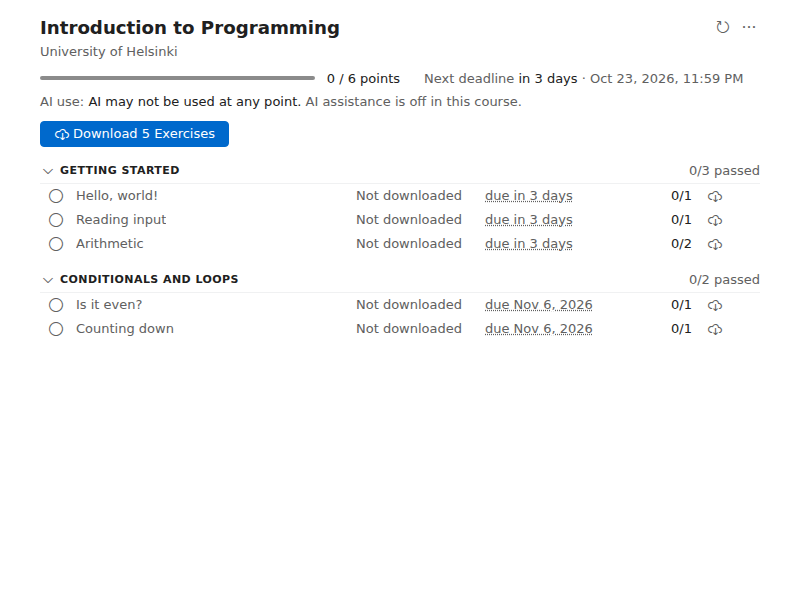 Introduction to Programming
University of Helsinki
0 / 6 points Next deadline in 3 days · Oct 23, 2026, 11:59 PM
AI use: AI may not be used at any point. AI assistance is off in this course.
Download 5 Exercises
GETTING STARTED 0/3 passed
Hello, world! Not downloaded due in 3 days 0/1
Reading input Not downloaded due in 3 days 0/1
Arithmetic Not downloaded due in 3 days 0/2
CONDITIONALS AND LOOPS 0/2 passed
Is it even? Not downloaded due Nov 6, 2026 0/1
Counting down Not downloaded due Nov 6, 2026 0/1